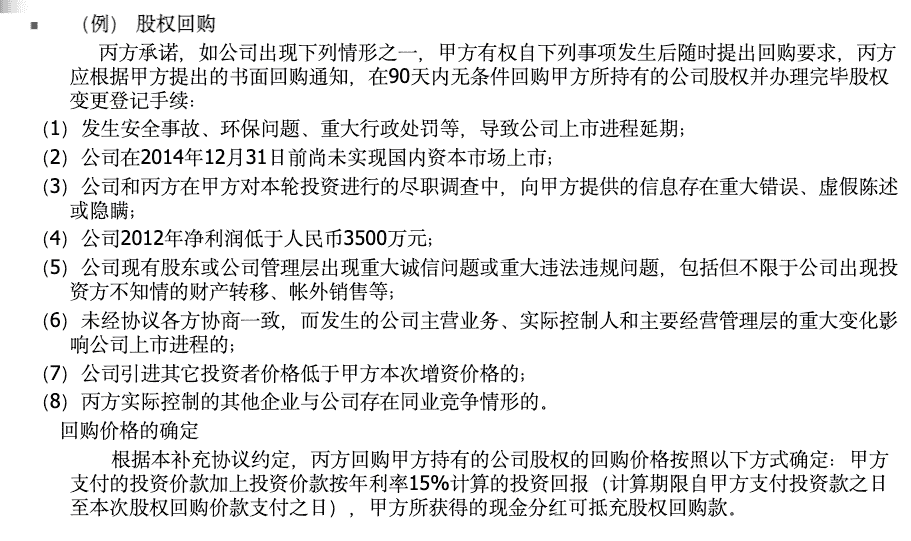 （例） 股权回购
丙方承诺，如公司出现下列情形之一，甲方有权自下列事项发生后随时提出回购要求，丙方
应根据甲方提出的书面回购通知，在90天内无条件回购甲方所持有的公司股权并办理完毕股权
变更登记手续：
（1）发生安全事故、环保问题、重大行政处罚等，导致公司上市进程延期；
（2）公司在2014年12月31日前尚未实现国内资本市场上市；
（3）公司和丙方在甲方对本轮投资进行的尽职调查中，向甲方提供的信息存在重大错误、虚假陈述
或隐瞒；
（4）公司2012年净利润低于人民币3500万元；
（5）公司现有股东或公司管理层出现重大诚信问题或重大违法违规问题，包括但不限于公司出现投
资方不知情的财产转移、帐外销售等；
（6）未经协议各方协商一致，而发生的公司主营业务、实际控制人和主要经营管理层的重大变化影
响公司上市进程的；
（7）公司引进其它投资者价格低于甲方本次增资价格的；
（8）丙方实际控制的其他企业与公司存在同业竞争情形的。
回购价格的确定
根据本补充协议约定，丙方回购甲方持有的公司股权的回购价格按照以下方式确定：甲方
支付的投资价款加上投资价款按年利率15%计算的投资回报（计算期限自甲方支付投资款之日
至本次股权回购价款支付之日），甲方所获得的现金分红可抵充股权回购款。